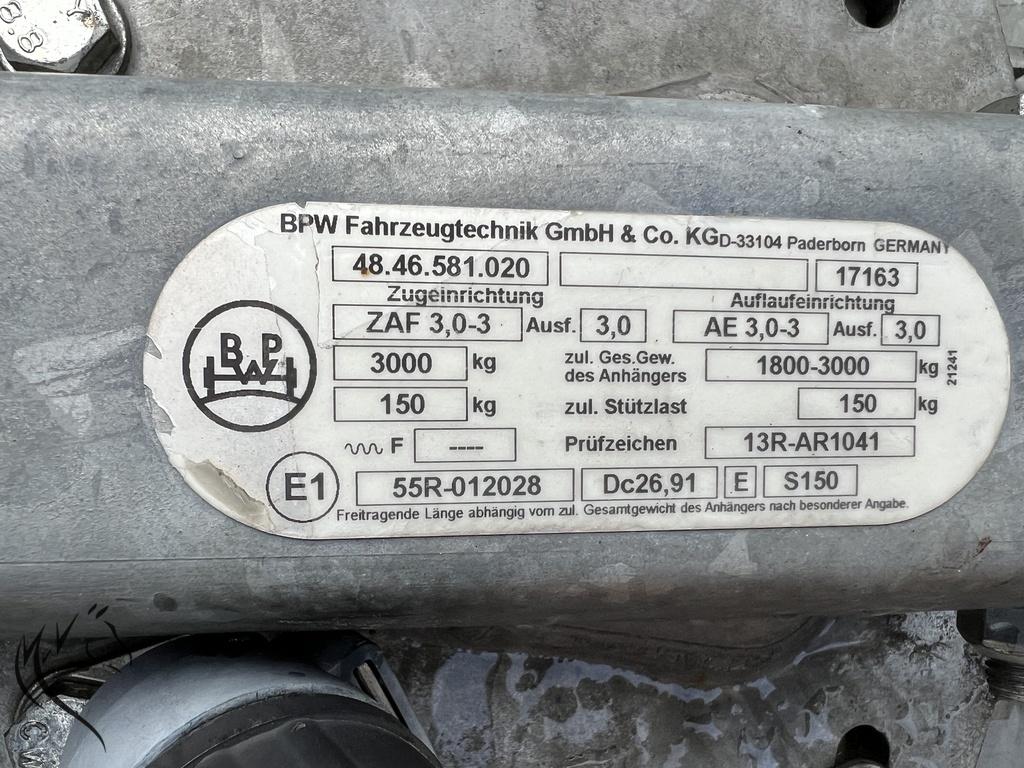 8.8
BPW Fahrzeugtechnik GmbH & Co. KG D-33104 Paderborn GERMANY
48.46.581.020 17163
Zugeinrichtung Auflaufeinrichtung
ZAF 3,0-3 Ausf. 3,0 AE 3,0-3 Ausf. 3,0
3000 kg zul. Ges.Gew. des Anhängers 1800-3000 kg
21241
150 kg zul. Stützlast 150 kg
F ---- Prüfzeichen 13R-AR1041
E1 55R-012028 Dc26,91 E S150
Freitragende Länge abhängig vom zul. Gesamtgewicht des Anhängers nach besonderer Angabe.
BPW